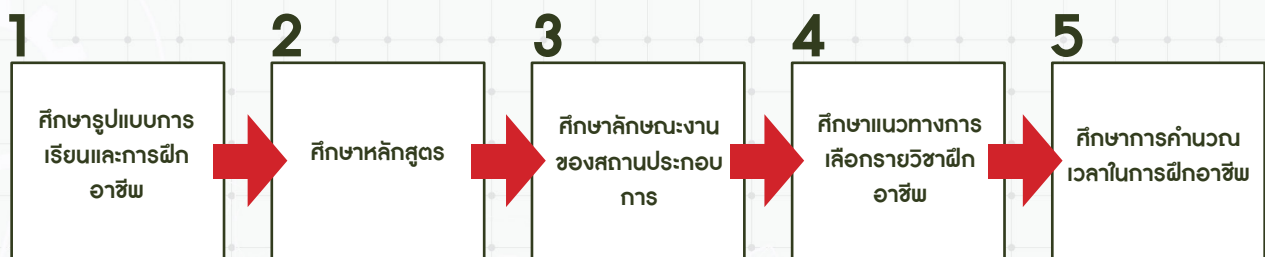 1
ศึกษารูปแบบการ
เรียนและการฝึก
อาชีพ
2
ศึกษาหลักสูตร
3
ศึกษาลักษณะงาน
ของสถานประกอบ
การ
4
ศึกษาแนวทางการ
เลือกรายวิชาฝึก
อาชีพ
5
ศึกษาการคำนวณ
เวลาในการฝึกอาชีพ